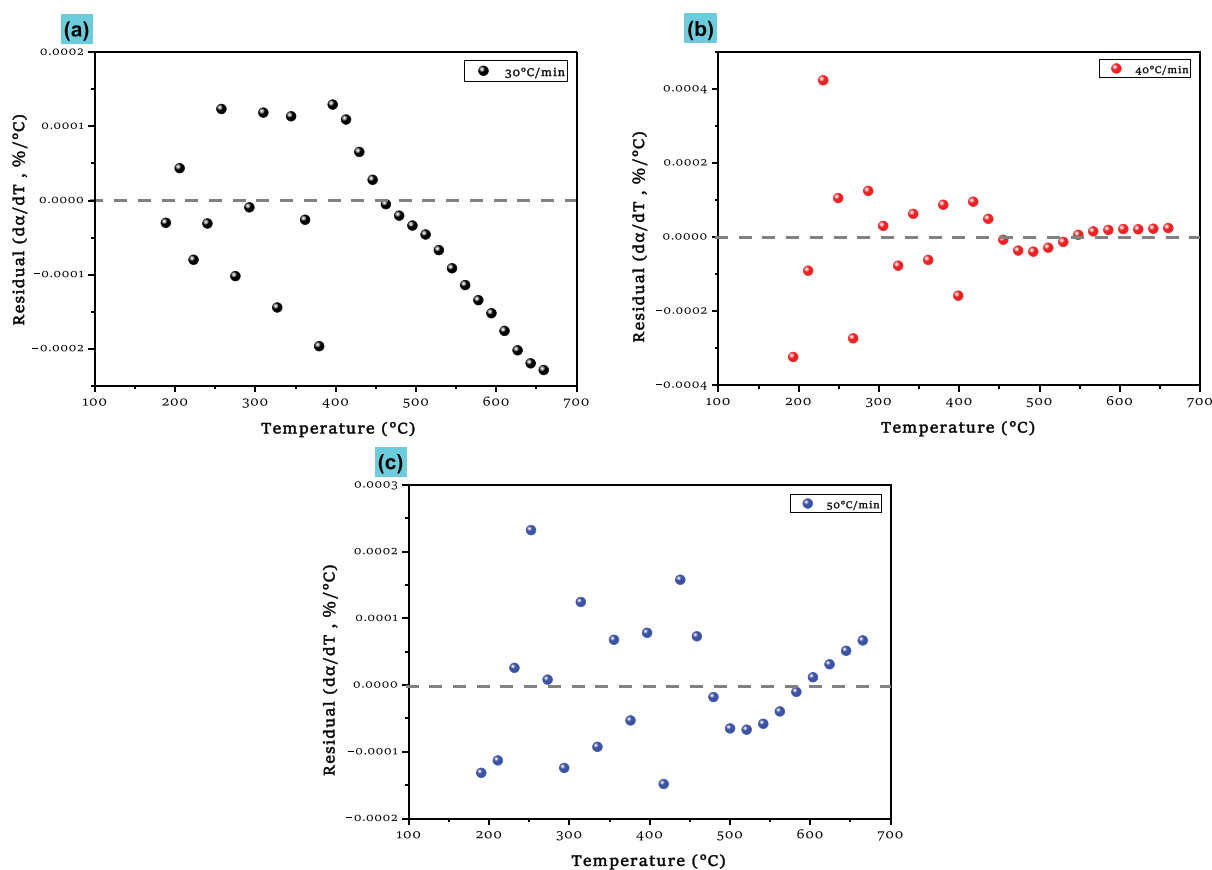 (a)
0.0002
0.0001
0.0000
−0.0001
−0.0002
Residual (dα/dT , %/°C)
30°C/min
100 200 300 400 500 600 700
Temperature (°C)
(b)
0.0004
0.0002
0.0000
−0.0002
−0.0004
Residual (dα/dT , %/°C)
40°C/min
100 200 300 400 500 600 700
Temperature (°C)
(c)
0.0003
0.0002
0.0001
0.0000
−0.0001
−0.0002
Residual (dα/dT , %/°C)
50°C/min
100 200 300 400 500 600 700
Temperature (°C)